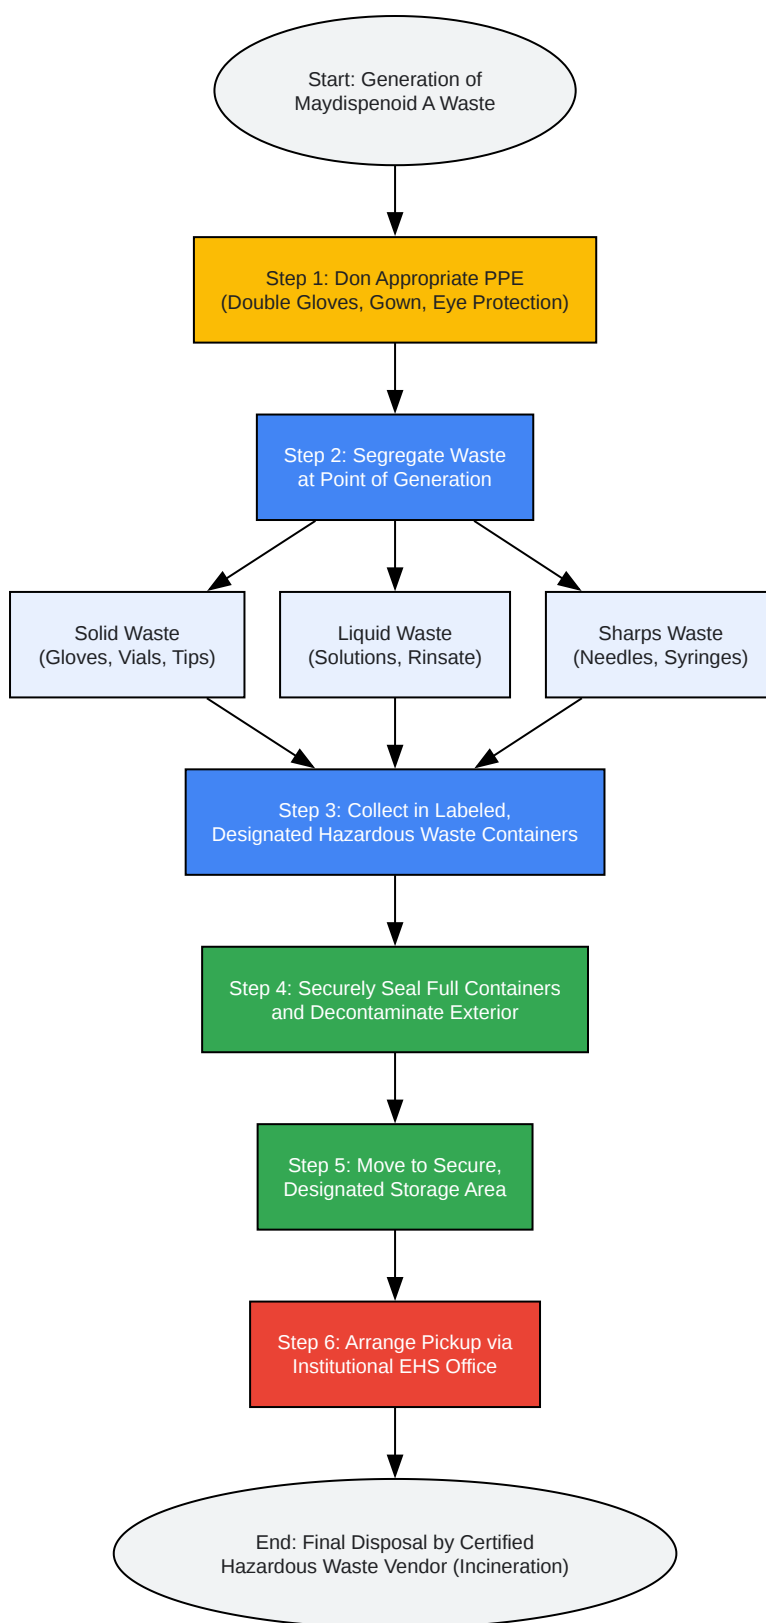 Start: Generation of
Maydispenoid A Waste
Step 1: Don Appropriate PPE
(Double Gloves, Gown, Eye Protection)
Step 2: Segregate Waste
at Point of Generation
Solid Waste
(Gloves, Vials, Tips)
Liquid Waste
(Solutions, Rinsate)
Sharps Waste
(Needles, Syringes)
Step 3: Collect in Labeled,
Designated Hazardous Waste Containers
Step 4: Securely Seal Full Containers
and Decontaminate Exterior
Step 5: Move to Secure,
Designated Storage Area
Step 6: Arrange Pickup via
Institutional EHS Office
End: Final Disposal by Certified
Hazardous Waste Vendor (Incineration)